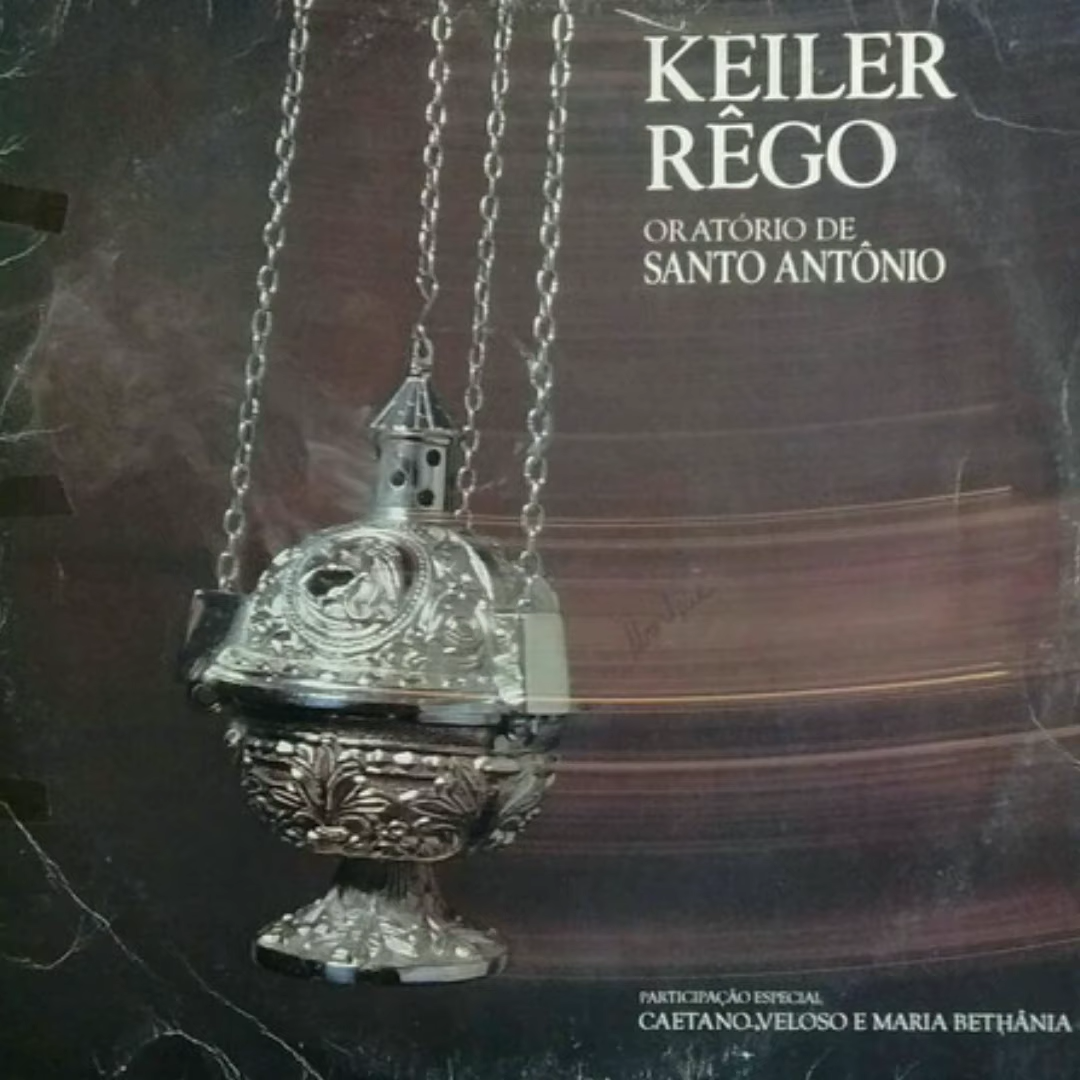 KEILER
RÊGO
ORATÓRIO DE
SANTO ANTÔNIO
PARTICIPAÇÃO ESPECIAL
CAETANO VELOSO E MARIA BETHÂNIA